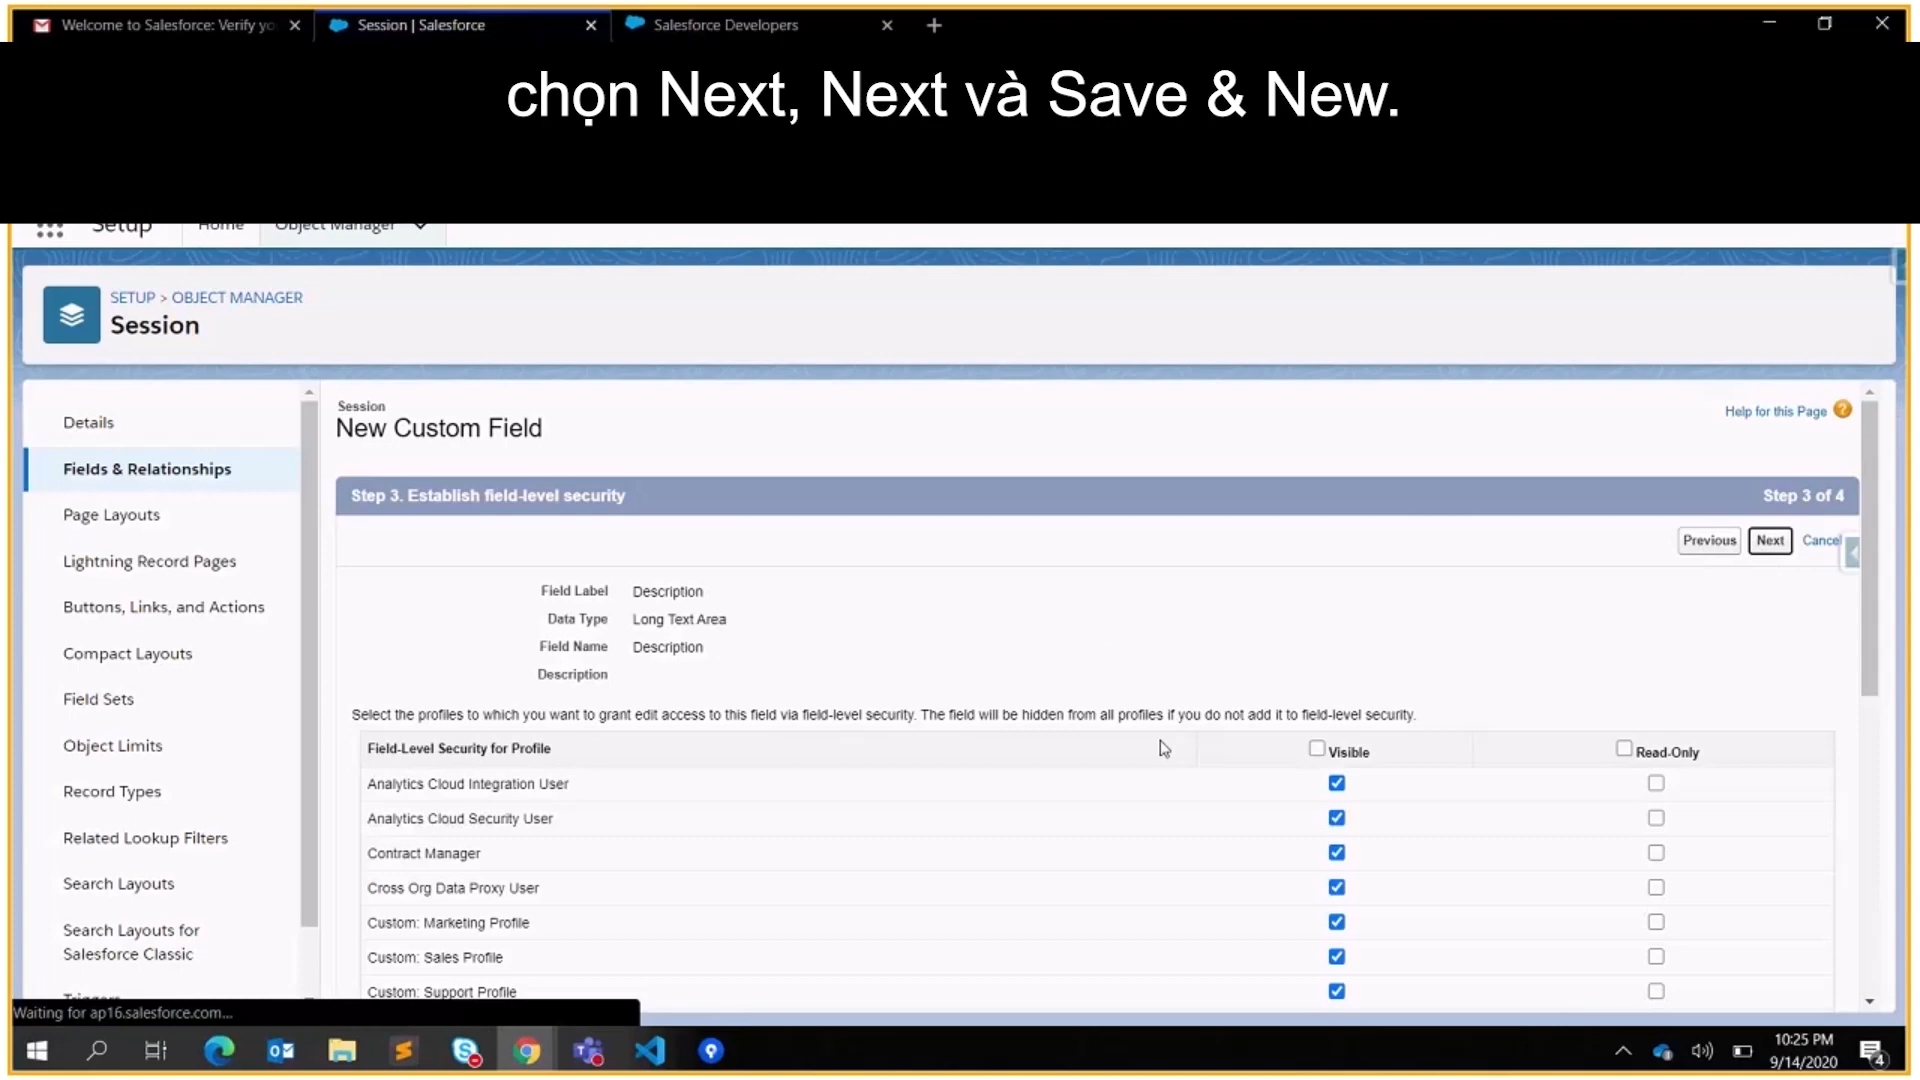 Welcome to Salesforce: Verify yo
Session | Salesforce
Salesforce Developers
chọn Next, Next và Save & New.
Setup
Home
Object Manager
SETUP > OBJECT MANAGER
Session
Details
Fields & Relationships
Page Layouts
Lightning Record Pages
Buttons, Links, and Actions
Compact Layouts
Field Sets
Object Limits
Record Types
Related Lookup Filters
Search Layouts
Search Layouts for
Salesforce Classic
Triggers
Session
New Custom Field
Help for this Page
Step 3. Establish field-level security
Step 3 of 4
Previous
Next
Cancel
Field Label Description
Data Type Long Text Area
Field Name Description
Description
Select the profiles to which you want to grant edit access to this field via field-level security. The field will be hidden from all profiles if you do not add it to field-level security.
Field-Level Security for Profile Visible Read-Only
Analytics Cloud Integration User
Analytics Cloud Security User
Contract Manager
Cross Org Data Proxy User
Custom: Marketing Profile
Custom: Sales Profile
Custom: Support Profile
Waiting for ap16.salesforce.com...
10:25 PM
9/14/2020
4